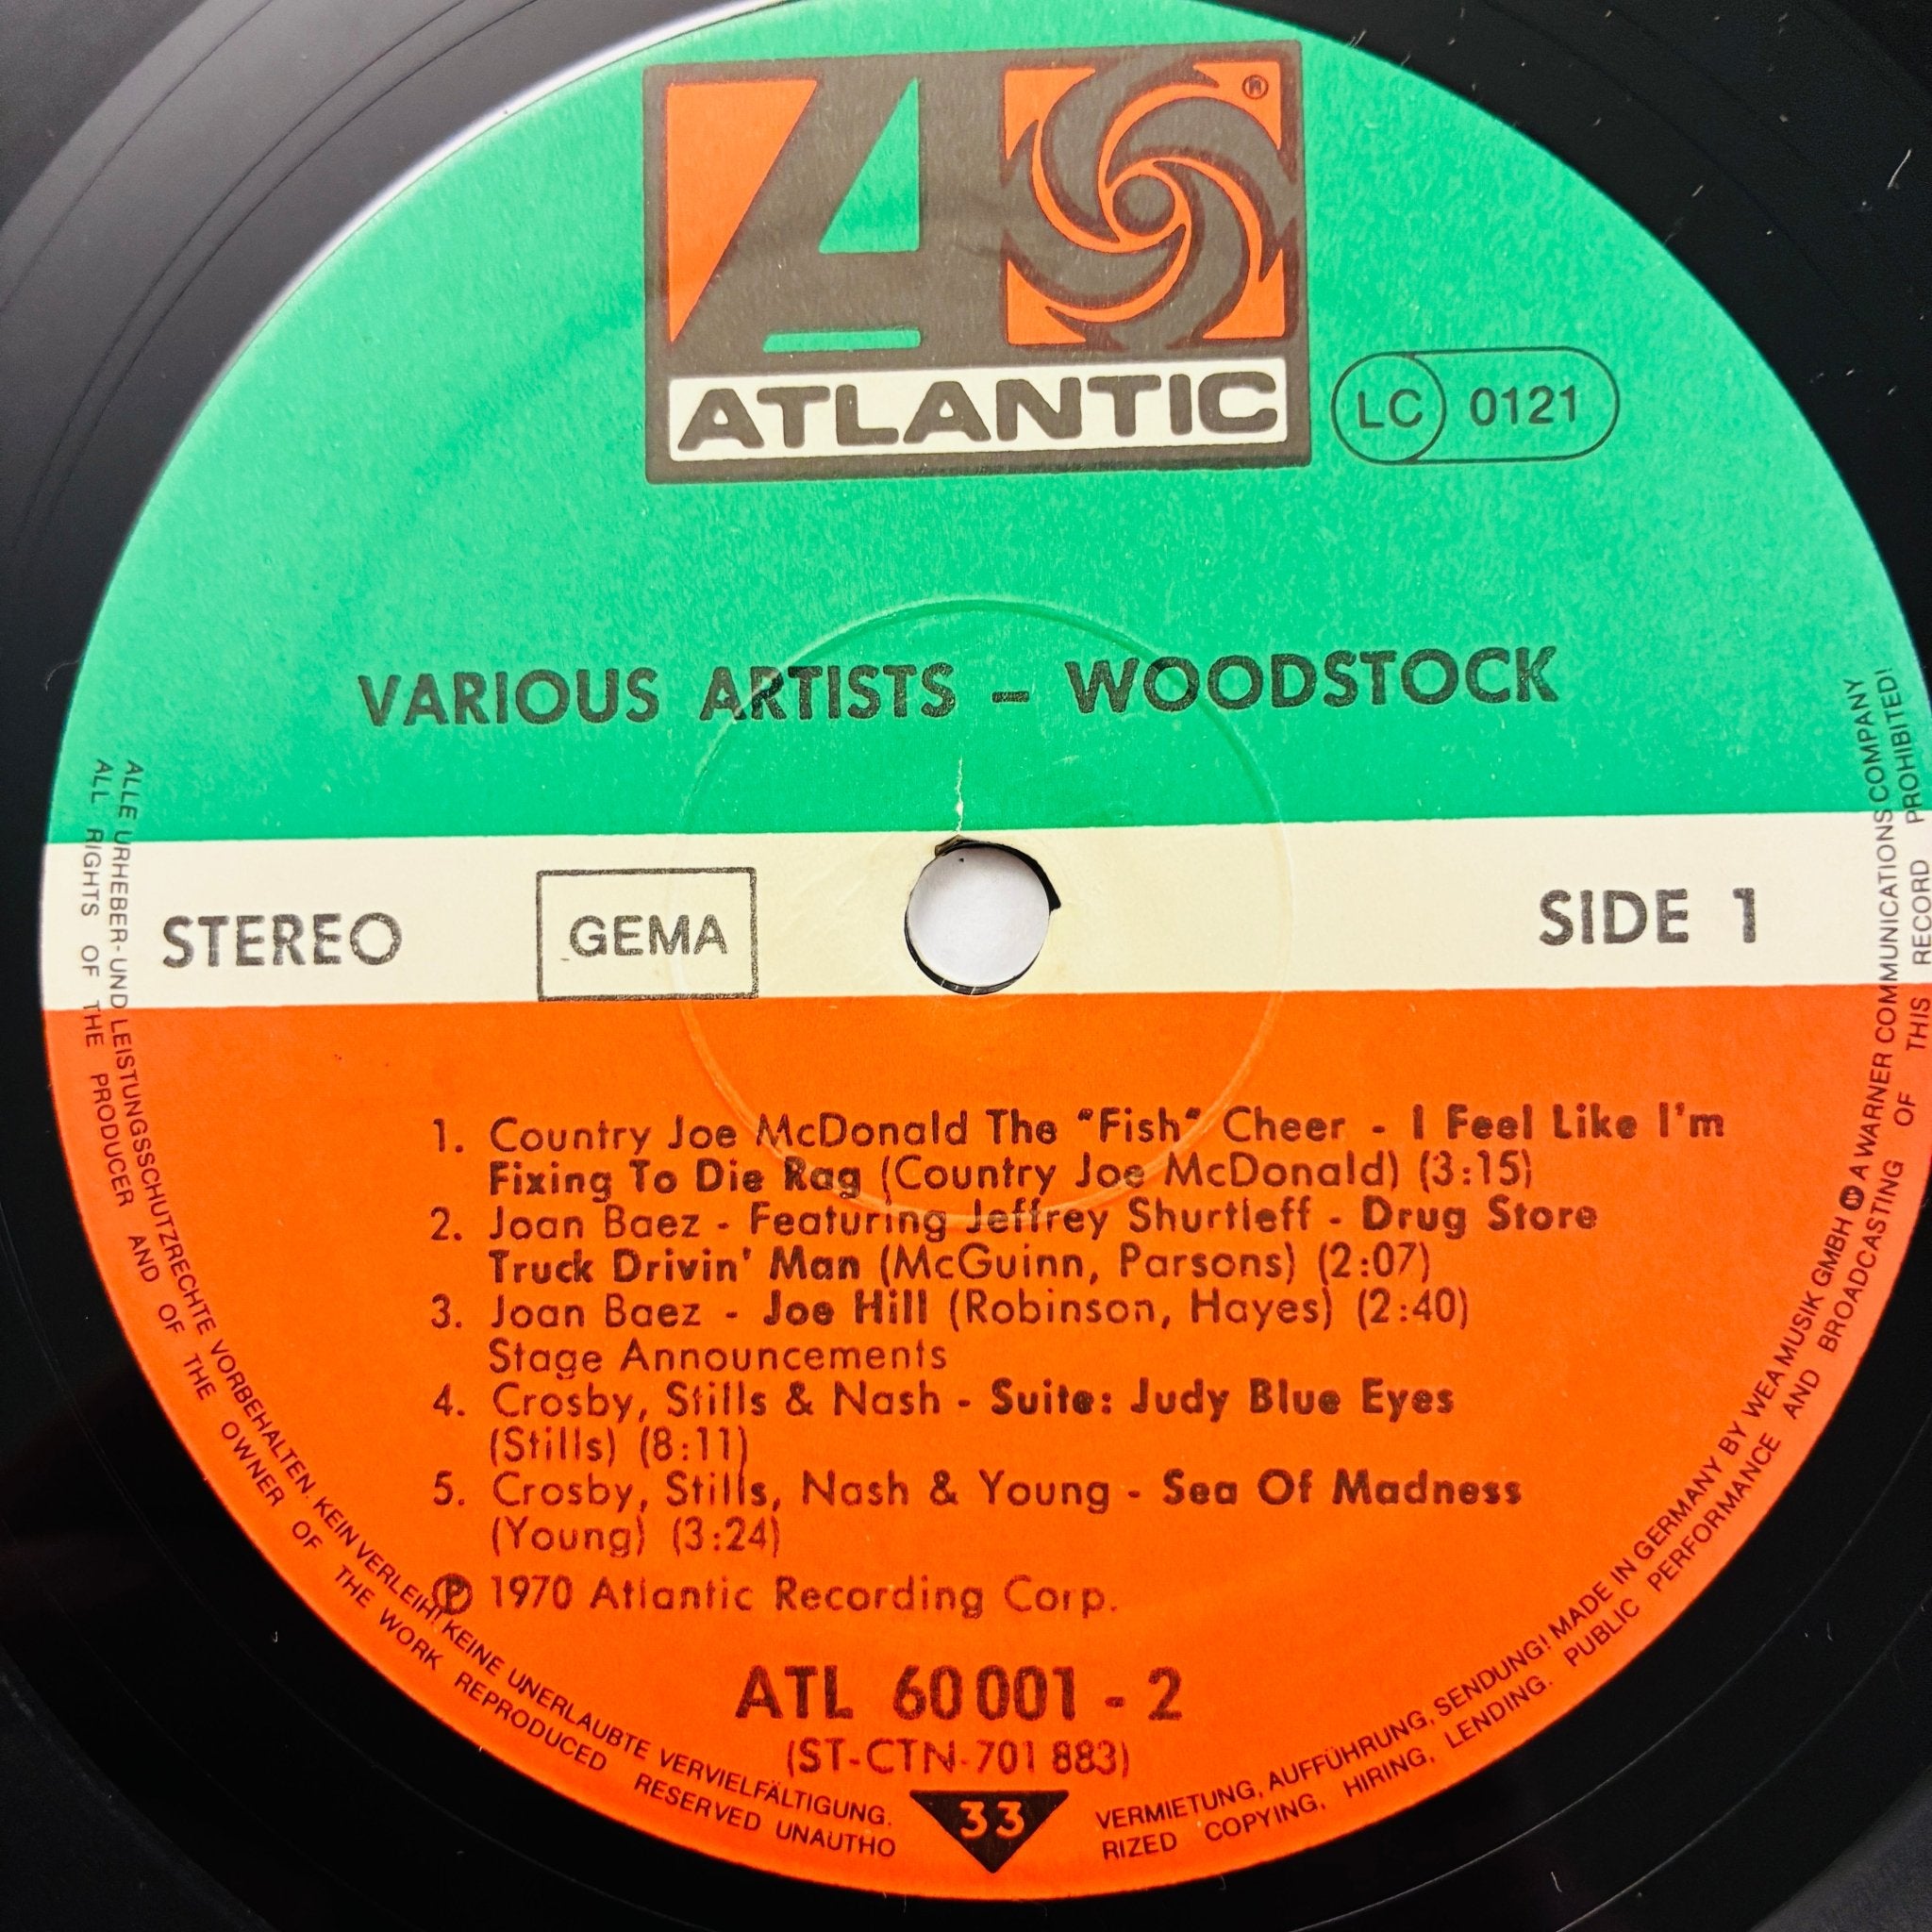 ATLANTIC
®
LC 0121
VARIOUS ARTISTS – WOODSTOCK
STEREO
GEMA
SIDE 1
1. Country Joe McDonald The "Fish" Cheer - I Feel Like I'm
Fixing To Die Rag (Country Joe McDonald) (3:15)
2. Joan Baez - Featuring Jeffrey Shurtleff - Drug Store
Truck Drivin' Man (McGuinn, Parsons) (2:07)
3. Joan Baez - Joe Hill (Robinson, Hayes) (2:40)
Stage Announcements
4. Crosby, Stills & Nash - Suite: Judy Blue Eyes
(Stills) (8:11)
5. Crosby, Stills, Nash & Young - Sea Of Madness
(Young) (3:24)
℗ 1970 Atlantic Recording Corp.
ATL 60 001 - 2
(ST-CTN-701 883)
33
ALLE URHEBER- UND LEISTUNGSSCHUTZRECHTE VORBEHALTEN. KEIN VERLEIH! KEINE UNERLAUBTE VERVIELFÄLTIGUNG. VERMIETUNG, AUFFÜHRUNG, SENDUNG! MADE IN GERMANY BY WEA MUSIK GMBH A WARNER COMMUNICATIONS COMPANY
ALL RIGHTS OF THE PRODUCER AND OF THE OWNER OF THE WORK REPRODUCED RESERVED UNAUTHO RIZED COPYING, HIRING, LENDING. PUBLIC PERFORMANCE AND BROADCASTING OF THIS RECORD PROHIBITED!